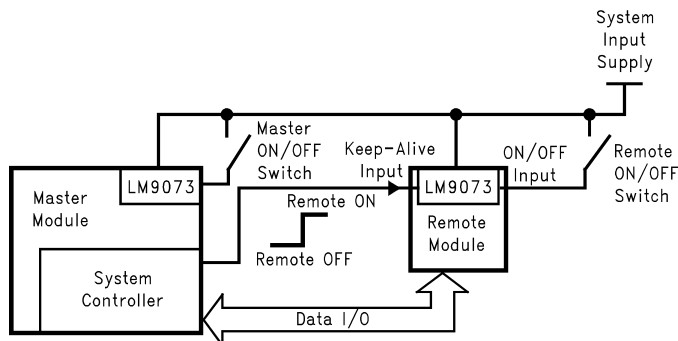 System
Input
Supply
Master
ON/OFF
Switch
Keep-Alive
Input
ON/OFF
Input
Remote
ON/OFF
Switch
LM9073
LM9073
Master
Module
Remote ON
Remote OFF
Remote
Module
System
Controller
Data I/O